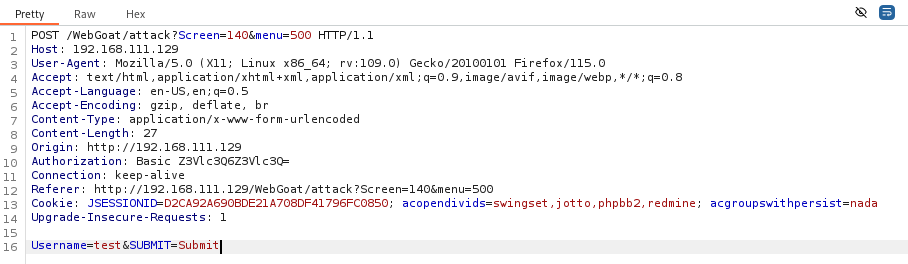 Pretty Raw Hex
1 POST /WebGoat/attack?Screen=140&menu=500 HTTP/1.1
2 Host: 192.168.111.129
3 User-Agent: Mozilla/5.0 (X11; Linux x86_64; rv:109.0) Gecko/20100101 Firefox/115.0
4 Accept: text/html,application/xhtml+xml,application/xml;q=0.9,image/avif,image/webp,*/*;q=0.8
5 Accept-Language: en-US,en;q=0.5
6 Accept-Encoding: gzip, deflate, br
7 Content-Type: application/x-www-form-urlencoded
8 Content-Length: 27
9 Origin: http://192.168.111.129
10 Authorization: Basic Z3Vlc3Q6Z3Vlc3Q=
11 Connection: keep-alive
12 Referer: http://192.168.111.129/WebGoat/attack?Screen=140&menu=500
13 Cookie: JSESSIONID=D2CA92A690BDE21A708DF41796FC0850; acopendivids=swingset,jotto,phpbb2,redmine; acgroupswithpersist=nada
14 Upgrade-Insecure-Requests: 1
15
16 Username=test&SUBMIT=Submit